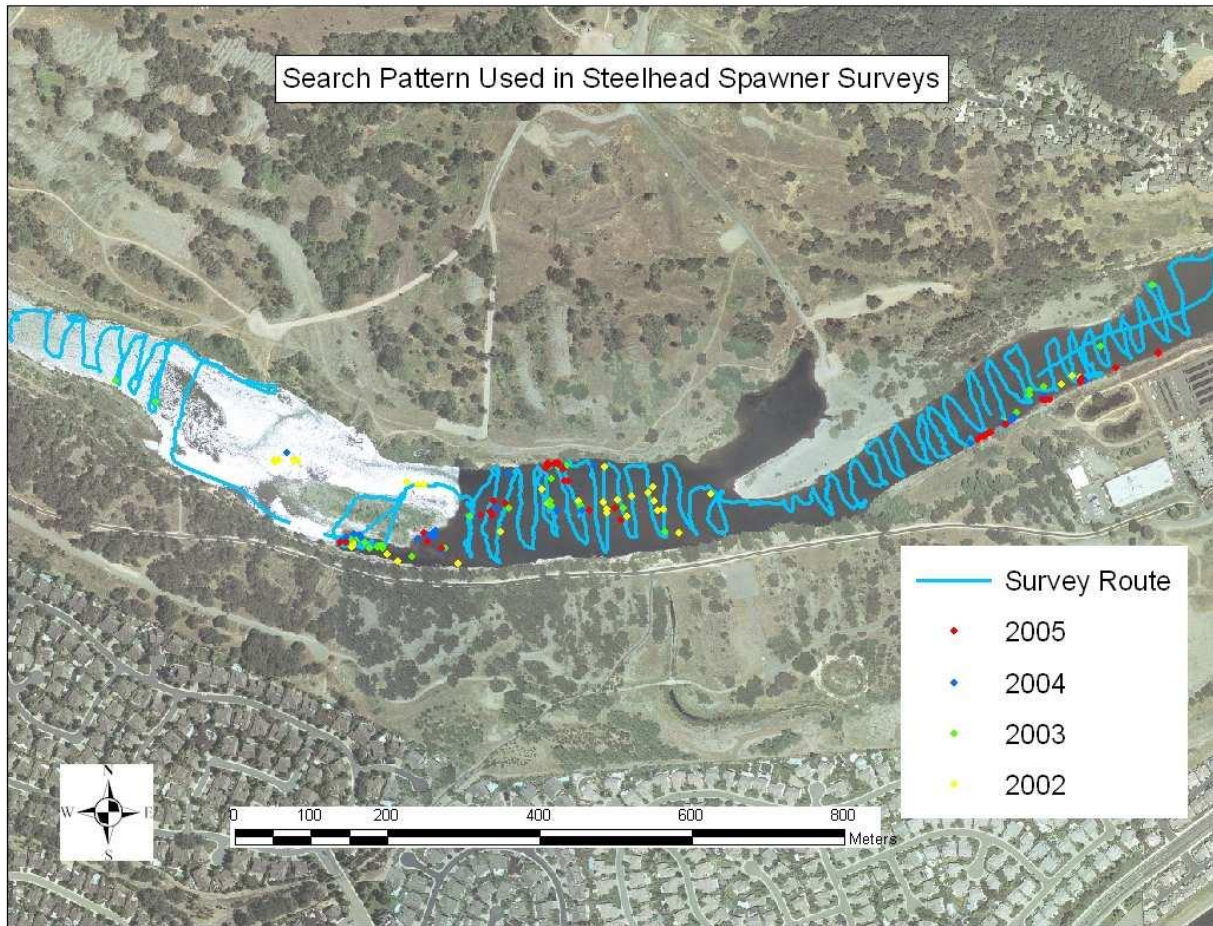 Search Pattern Used in Steelhead Spawner Surveys
Survey Route
2005
2004
2003
2002
N
W E
S
0 100 200 400 600 800
Meters